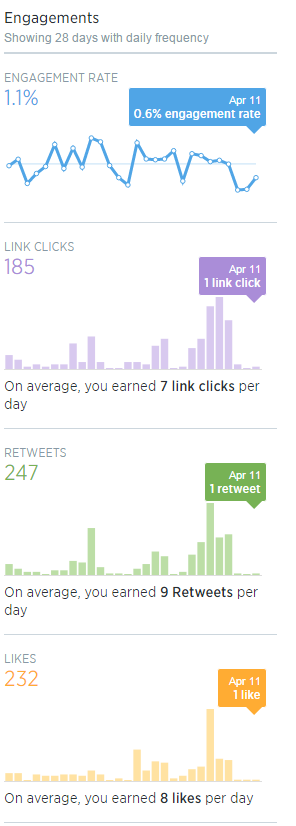 Engagements
Showing 28 days with daily frequency
ENGAGEMENT RATE
1.1%
Apr 11
0.6% engagement rate
LINK CLICKS
185
Apr 11
1 link click
On average, you earned 7 link clicks per
day
RETWEETS
247
Apr 11
1 retweet
On average, you earned 9 Retweets per
day
LIKES
232
Apr 11
1 like
On average, you earned 8 likes per day